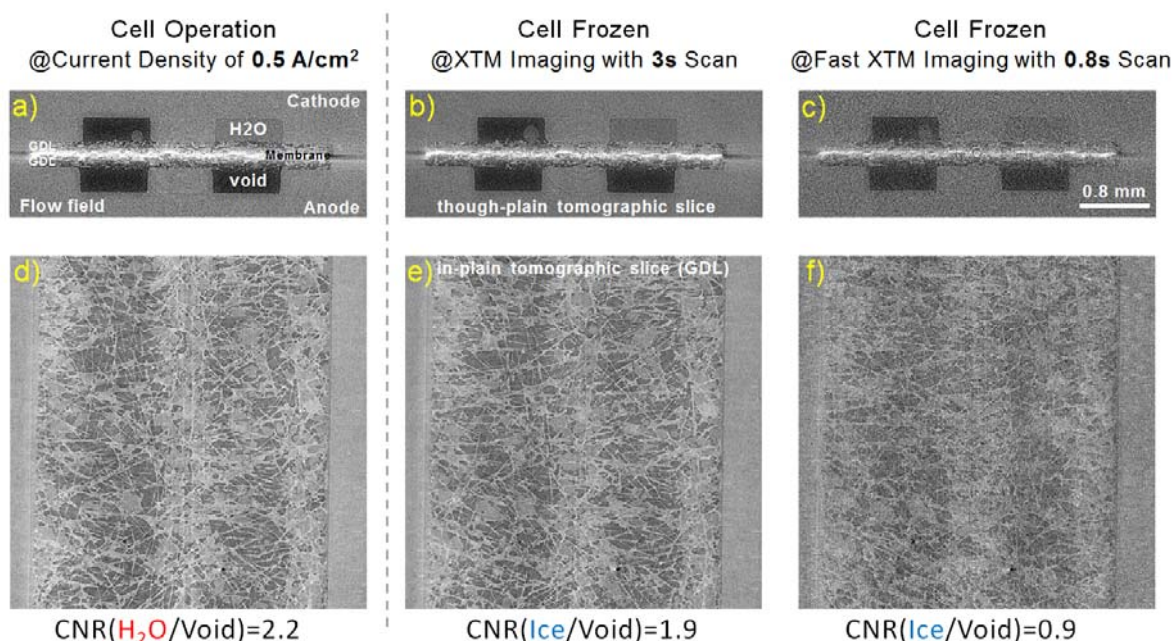 Cell Operation
@Current Density of 0.5 A/cm²
Cell Frozen
@XTM Imaging with 3s Scan
Cell Frozen
@Fast XTM Imaging with 0.8s Scan
a)
Cathode
H2O
GDL
GDL
Membrane
void
Flow field
Anode
b)
though-plain tomographic slice
c)
0.8 mm
d)
e)
in-plain tomographic slice (GDL)
f)
CNR(H₂O/Void)=2.2
CNR(Ice/Void)=1.9
CNR(Ice/Void)=0.9